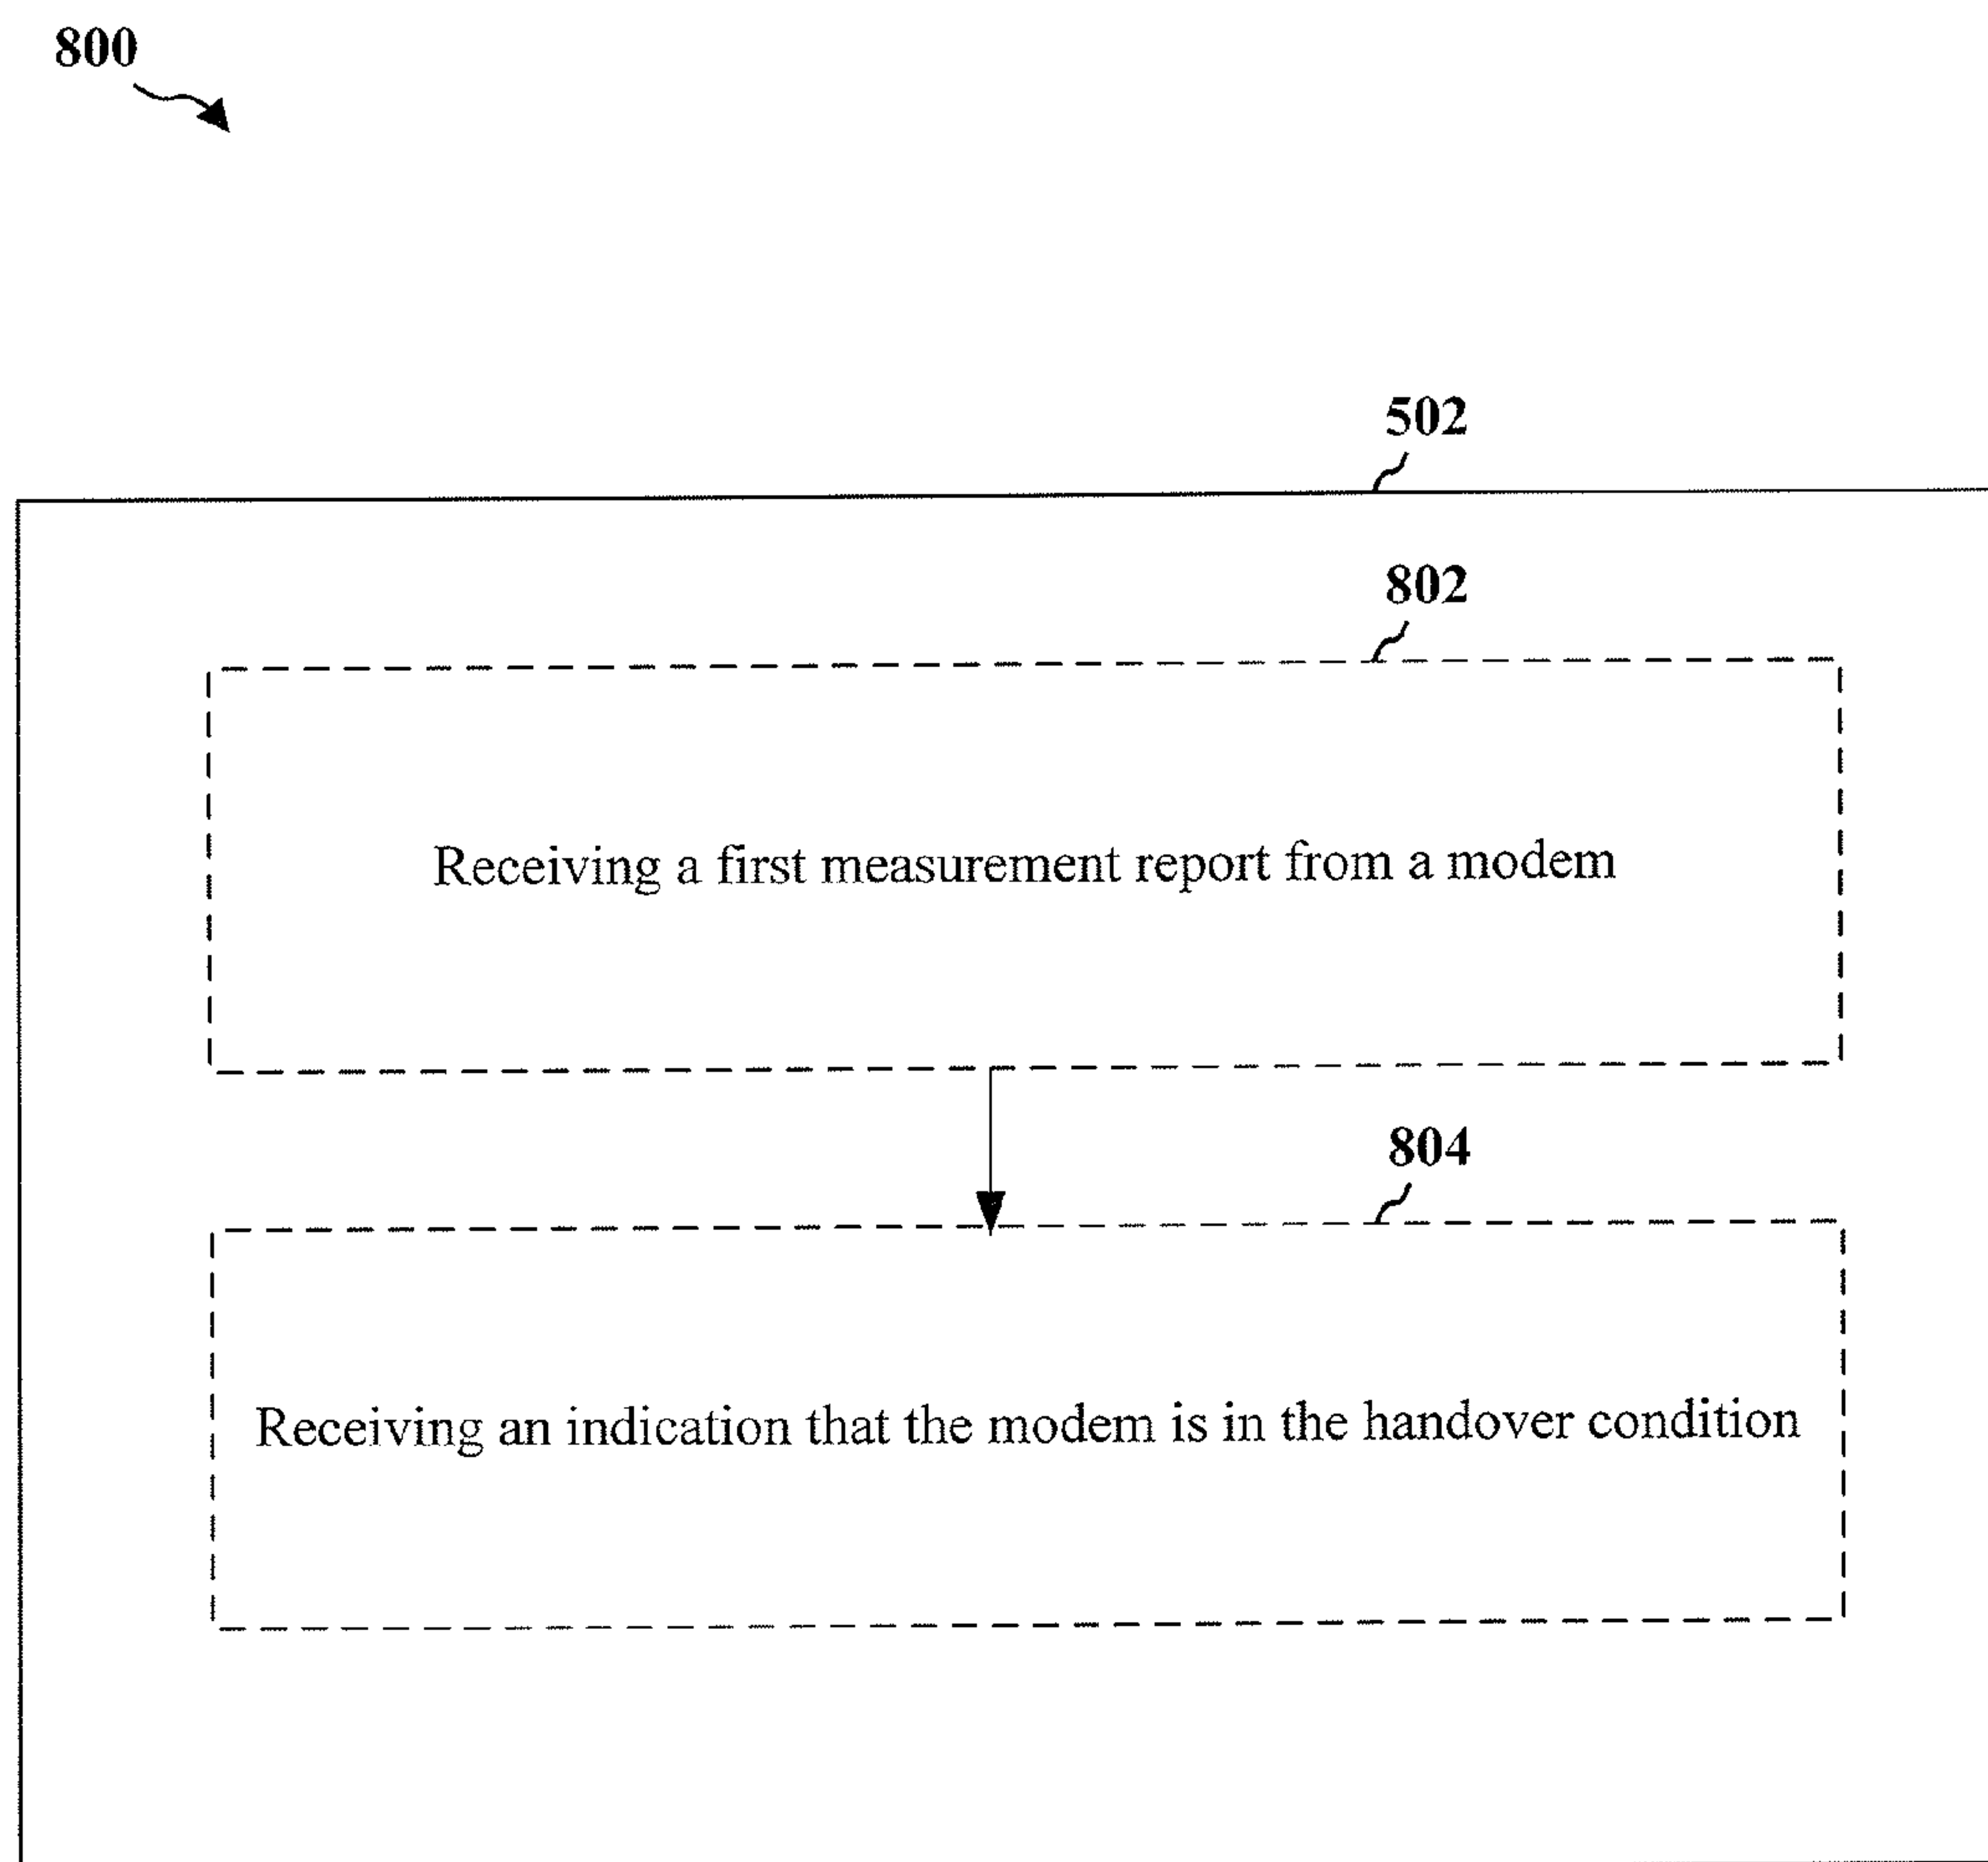 800
502
802
Receiving a first measurement report from a modem
804
Receiving an indication that the modem is in the handover condition